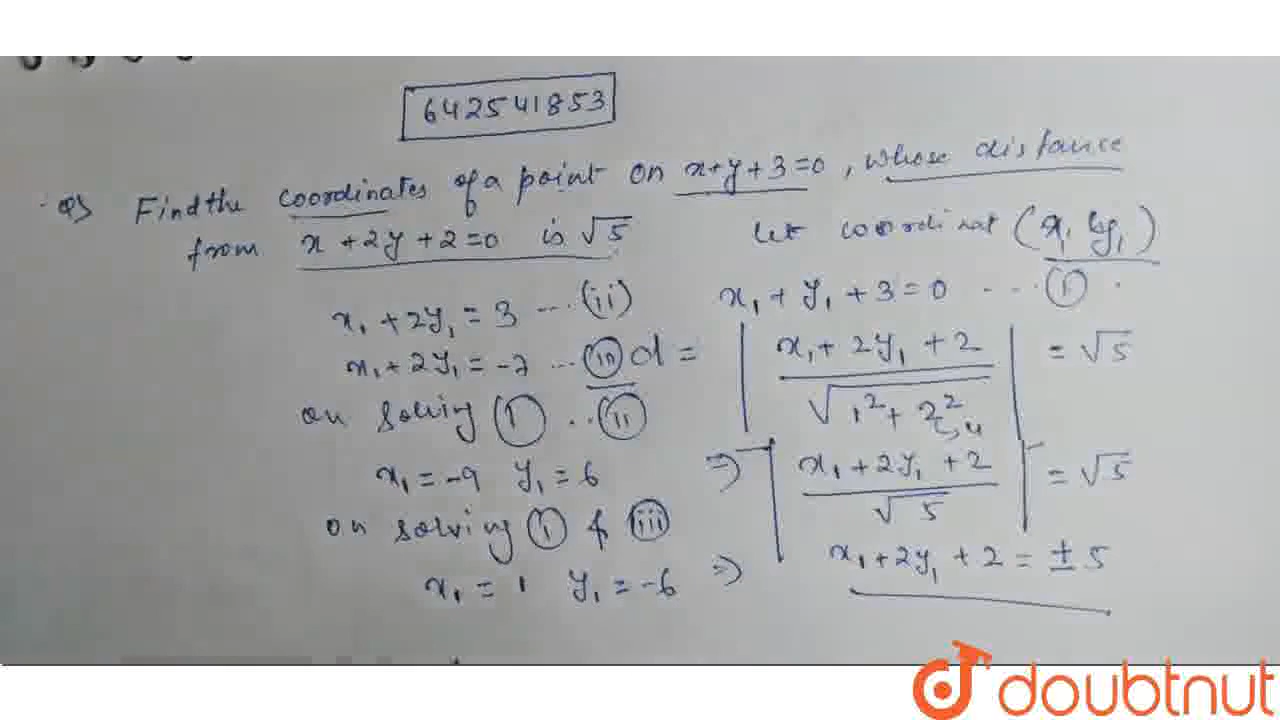 642541853
Q) Find the coordinates of a point on x+y+3=0, whose distance
from x+2y+2=0 is √5
let coordinat (x₁ y₁)
x₁ + y₁ + 3 = 0 ---- (i)
d = | (x₁ + 2y₁ + 2) / √(1² + 2²) | = √5
4
⇒ | (x₁ + 2y₁ + 2) / √5 | = √5
⇒ x₁ + 2y₁ + 2 = ± 5
x₁ + 2y₁ = 3 ---- (ii)
x₁ + 2y₁ = -7 --- (iii)
on solving (i) .. (ii)
x₁ = -9 y₁ = 6
on solving (i) & (iii)
x₁ = 1 y₁ = -6
doubtnut